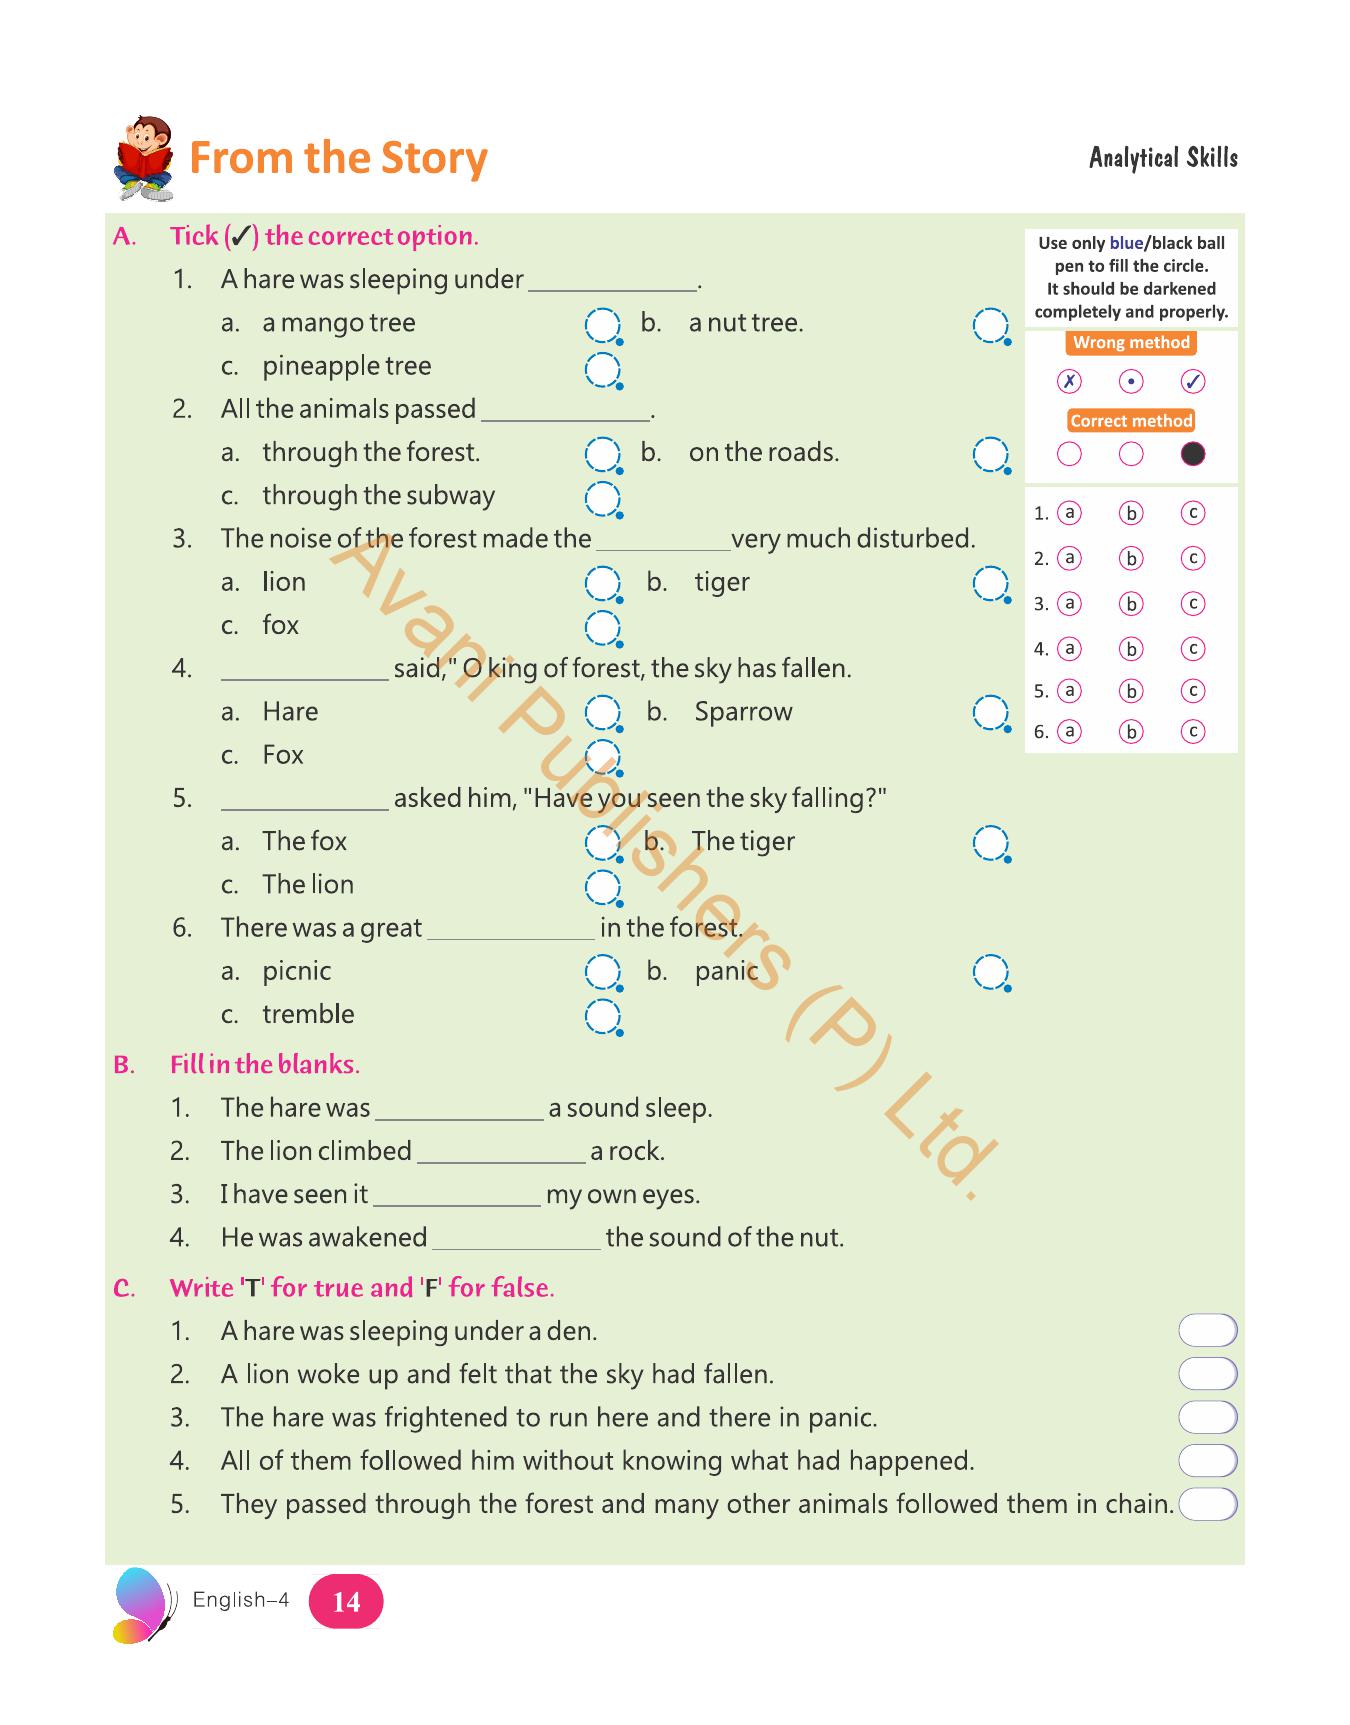 From the Story
Analytical Skills
A. Tick (✓) the correct option.
1. A hare was sleeping under ____________.
a. a mango tree b. a nut tree.
c. pineapple tree
2. All the animals passed ____________.
a. through the forest. b. on the roads.
c. through the subway
3. The noise of the forest made the __________very much disturbed.
a. lion b. tiger
c. fox
4. ____________ said," O king of forest, the sky has fallen.
a. Hare b. Sparrow
c. Fox
5. ____________ asked him, "Have you seen the sky falling?"
a. The fox b. The tiger
c. The lion
6. There was a great ____________ in the forest.
a. picnic b. panic
c. tremble
Use only blue/black ball
pen to fill the circle.
It should be darkened
completely and properly.
Wrong method
✗ • ✓
Correct method
1. a b c
2. a b c
3. a b c
4. a b c
5. a b c
6. a b c
B. Fill in the blanks.
1. The hare was ____________ a sound sleep.
2. The lion climbed ____________ a rock.
3. I have seen it ____________ my own eyes.
4. He was awakened ____________ the sound of the nut.
C. Write 'T' for true and 'F' for false.
1. A hare was sleeping under a den.
2. A lion woke up and felt that the sky had fallen.
3. The hare was frightened to run here and there in panic.
4. All of them followed him without knowing what had happened.
5. They passed through the forest and many other animals followed them in chain.
Avani Publishers (P) Ltd.
English–4 14